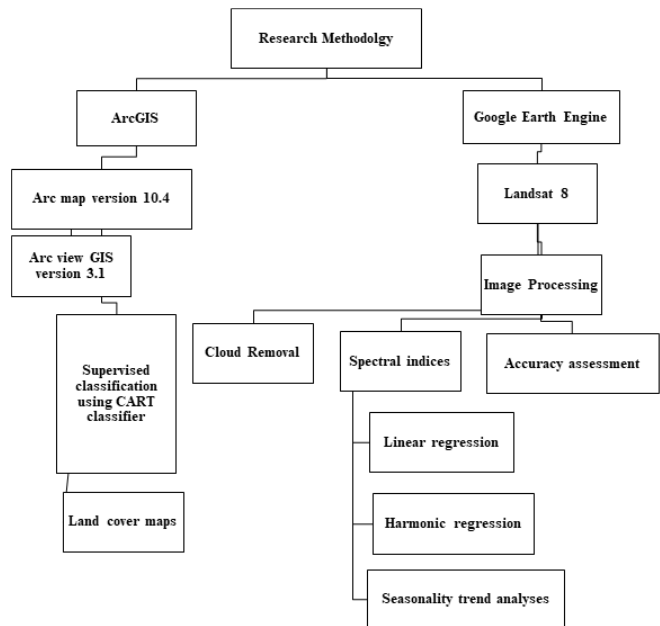 Research Methodolgy
ArcGIS
Google Earth Engine
Arc map version 10.4
Landsat 8
Arc view GIS
version 3.1
Image Processing
Cloud Removal
Spectral indices
Accuracy assessment
Supervised
classification
using CART
classifier
Linear regression
Land cover maps
Harmonic regression
Seasonality trend analyses